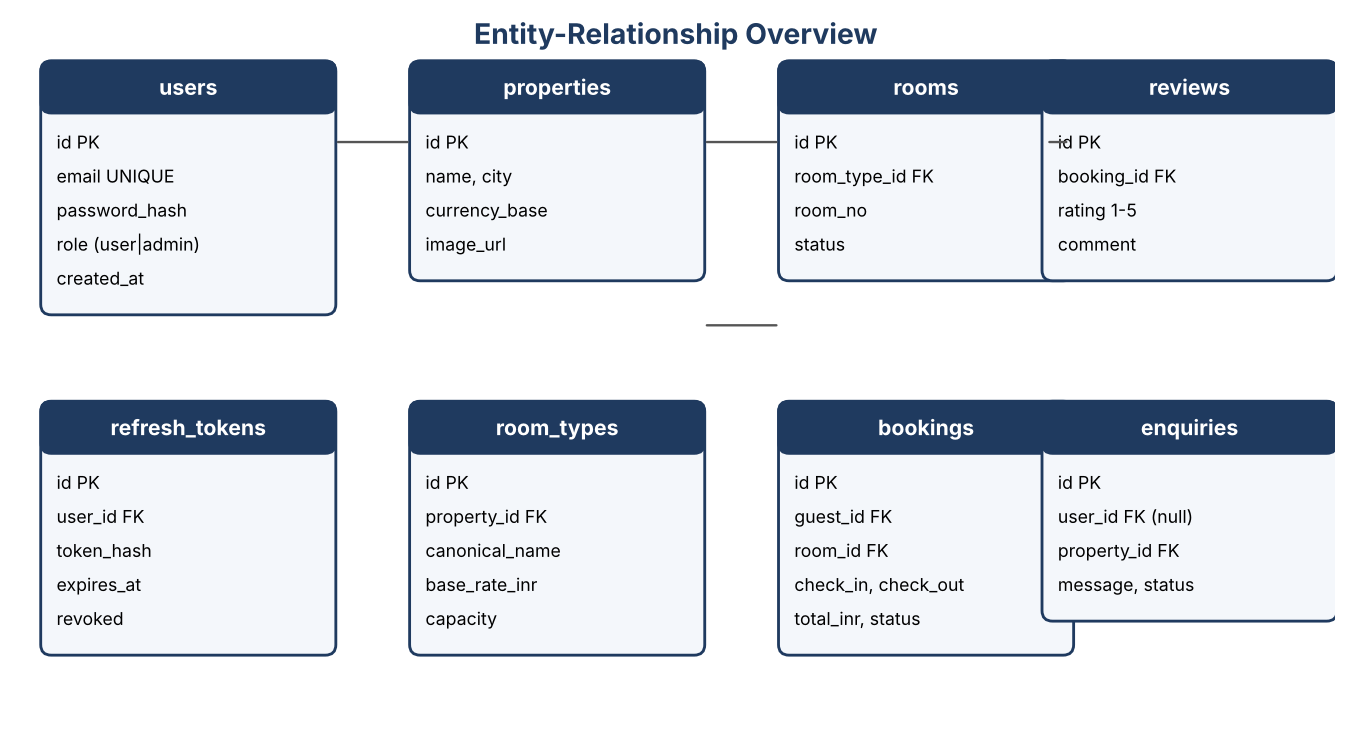 Entity-Relationship Overview
users
id PK
email UNIQUE
password_hash
role (user|admin)
created_at
properties
id PK
name, city
currency_base
image_url
rooms
id PK
room_type_id FK
room_no
status
reviews
id PK
booking_id FK
rating 1-5
comment
refresh_tokens
id PK
user_id FK
token_hash
expires_at
revoked
room_types
id PK
property_id FK
canonical_name
base_rate_inr
capacity
bookings
id PK
guest_id FK
room_id FK
check_in, check_out
total_inr, status
enquiries
id PK
user_id FK (null)
property_id FK
message, status